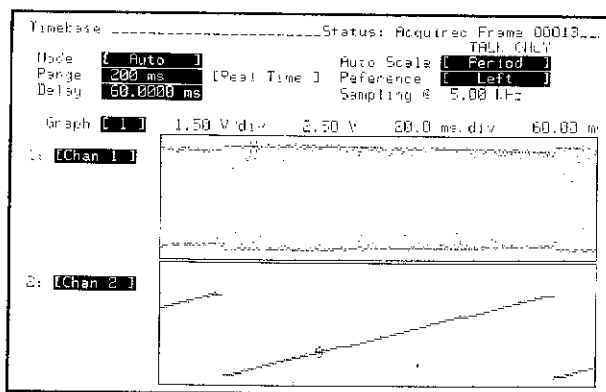 Timebase Status: Acquired Frame 00013
TALK ONLY
Mode [ Auto ] Auto Scale [ Period ]
Range 200 ms [Real Time ] Reference [ Left ]
Delay 60.0000 ms Sampling @ 5.00 kHz
Graph [ 1 ] 1.50 V/div 2.50 V 20.0 ms/div 60.00 ms
1: [Chan 1 ]
2: [Chan 2 ]